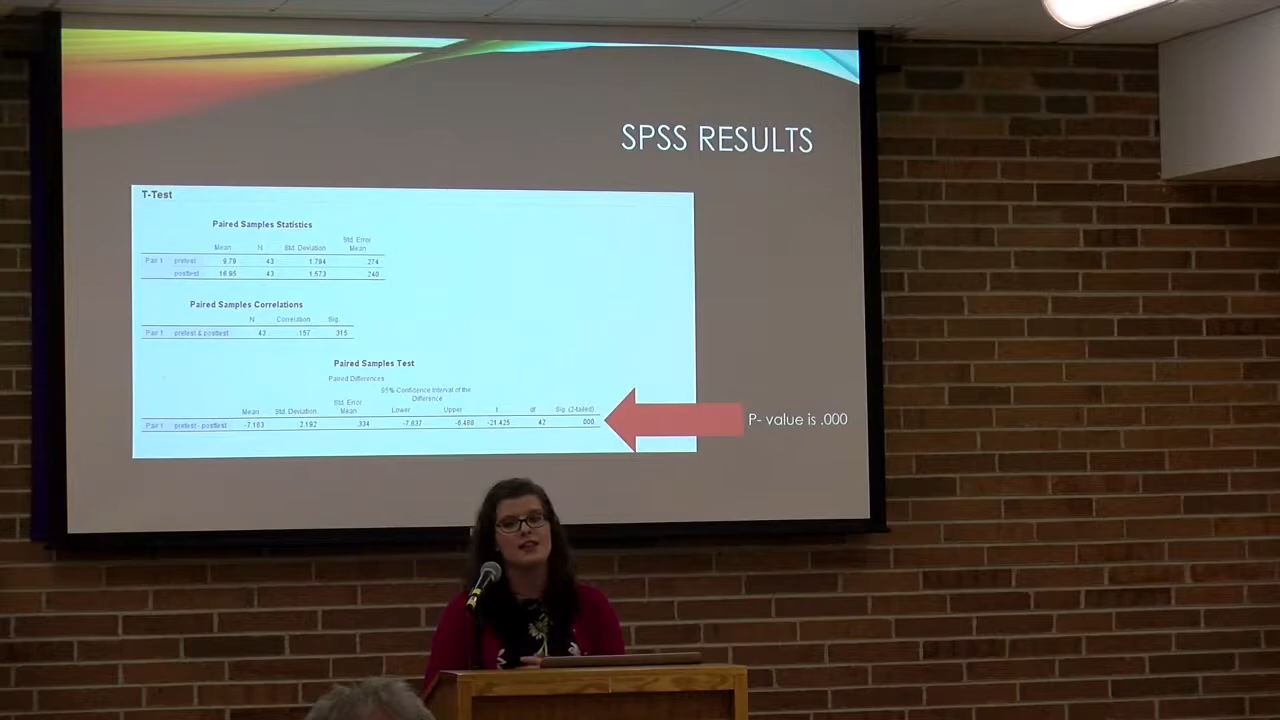 SPSS RESULTS
T-Test
Paired Samples Statistics
Mean N Std. Deviation Std. Error Mean
Pair 1 pretest 9.79 43 1.794 .274
posttest 16.95 43 1.573 .240
Paired Samples Correlations
N Correlation Sig.
Pair 1 pretest & posttest 43 .157 .315
Paired Samples Test
Paired Differences
95% Confidence Interval of the Difference
Mean Std. Deviation Std. Error Mean Lower Upper t df Sig. (2-tailed)
Pair 1 pretest - posttest -7.163 2.192 .334 -7.837 -6.488 -21.425 42 .000
P- value is .000